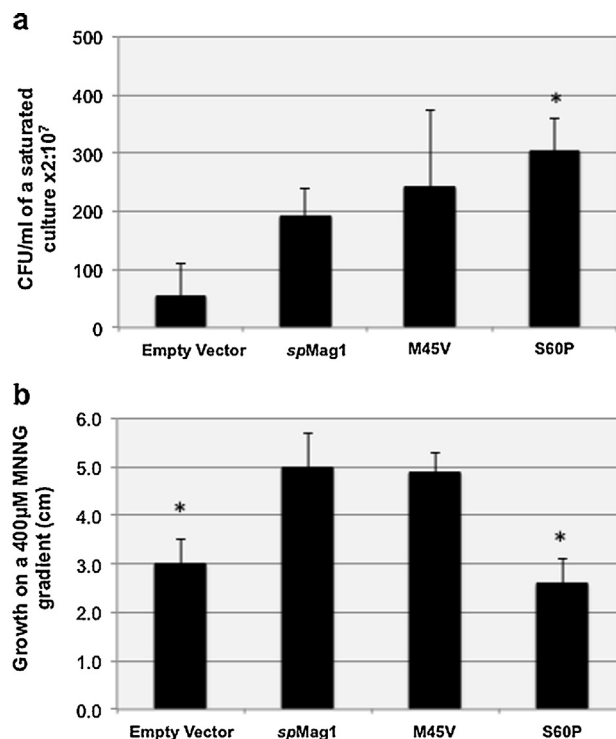 a
500
400
300
200
100
0
CFU/ml of a saturated
culture x2:10⁷
*
Empty Vector spMag1 M45V S60P
b
6.0
5.0
4.0
3.0
2.0
1.0
0.0
Growth on a 400µM MNNG
gradient (cm)
* *
Empty Vector spMag1 M45V S60P